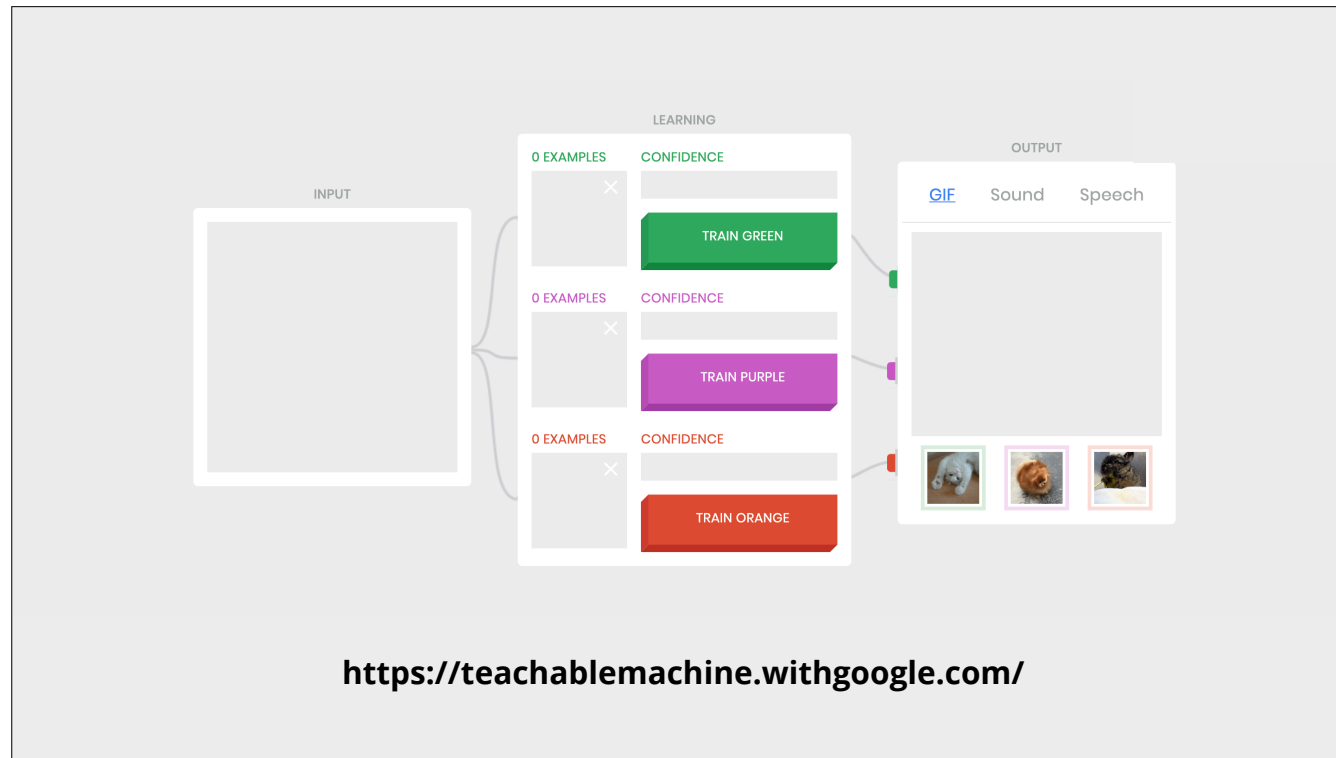 INPUT
LEARNING
0 EXAMPLES CONFIDENCE
TRAIN GREEN
0 EXAMPLES CONFIDENCE
TRAIN PURPLE
0 EXAMPLES CONFIDENCE
TRAIN ORANGE
OUTPUT
GIF Sound Speech
https://teachablemachine.withgoogle.com/